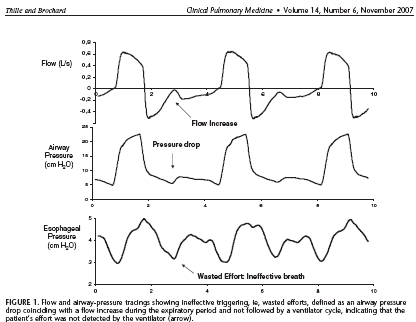 Thille and Brochard
Clinical Pulmonary Medicine • Volume 14, Number 6, November 2007
0,8
0,6
0,4
Flow (L/s)
0,2
0
0 2 4 6 8 10
-0,2
-0,4
-0,6
Flow Increase
25
20
Airway
Pressure
(cm H₂O)
15
10
5
0
Pressure drop
0 2 4 6 8 10
5
Esophageal
Pressure
(cm H₂O)
4
3
2
Wasted Effort: Ineffective breath
0 2 4 6 8 10
FIGURE 1. Flow and airway-pressure tracings showing ineffective triggering, ie, wasted efforts, defined as an airway pressure
drop coinciding with a flow increase during the expiratory period and not followed by a ventilator cycle, indicating that the
patient's effort was not detected by the ventilator (arrow).